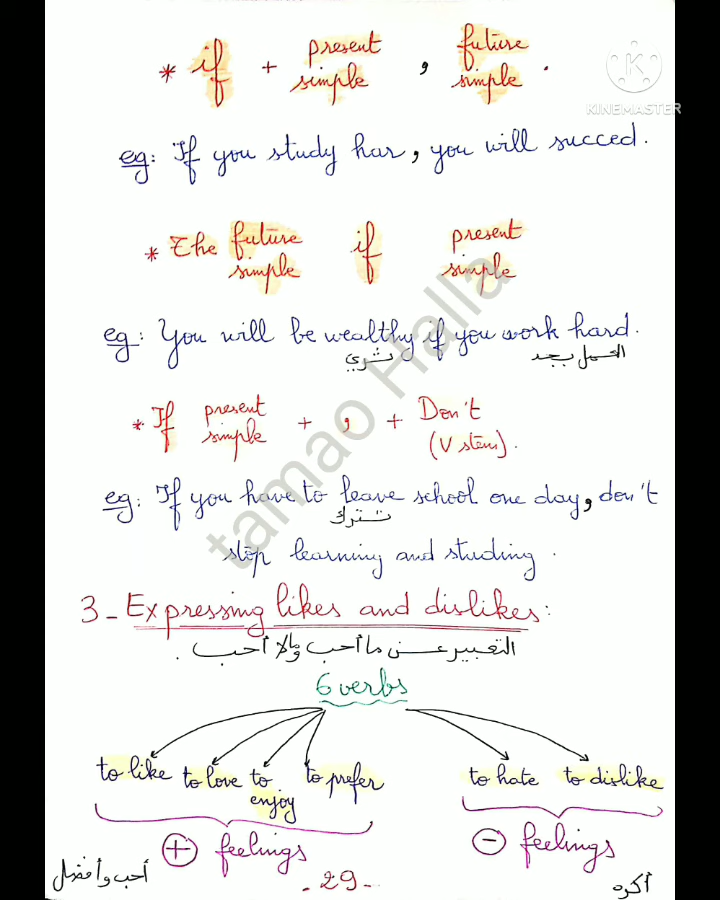 * if + present simple , future simple .
KINEMASTER
eg: If you study har, you will succed.
* The future simple if present simple
eg: You will be wealthy if you work hard.
ثري العمل بجد
* If present simple + , + Don't (V stem).
eg: If you have to leave school one day, don't
تترك
stop learning and studing.
3 - Expressing likes and dislikes:
التعبير عن ما أحب وما لا أحب .
6 verbs
to like to love to enjoy to prefer to hate to dislike
+ feelings - feelings
أحب وأفضل - 29 - أكره
tamao Halla